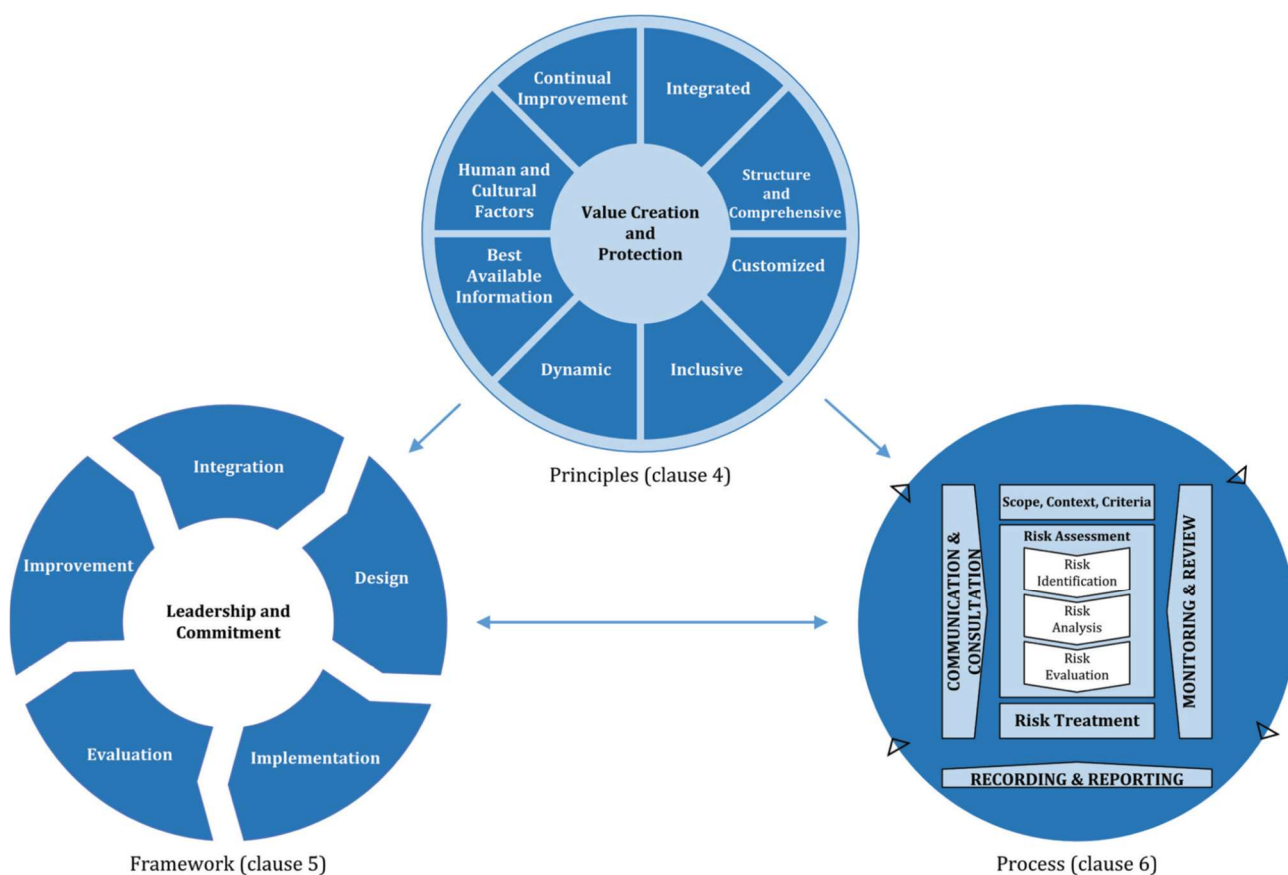 Continual
Improvement
Integrated
Human and
Cultural
Factors
Structure
and
Comprehensive
Value Creation
and
Protection
Best
Available
Information
Customized
Dynamic
Inclusive
Principles (clause 4)
Integration
Improvement
Design
Leadership and
Commitment
Evaluation
Implementation
Framework (clause 5)
Scope, Context, Criteria
Risk Assessment
Risk
Identification
Risk
Analysis
Risk
Evaluation
Risk Treatment
COMMUNICATION &
CONSULTATION
MONITORING & REVIEW
RECORDING & REPORTING
Process (clause 6)